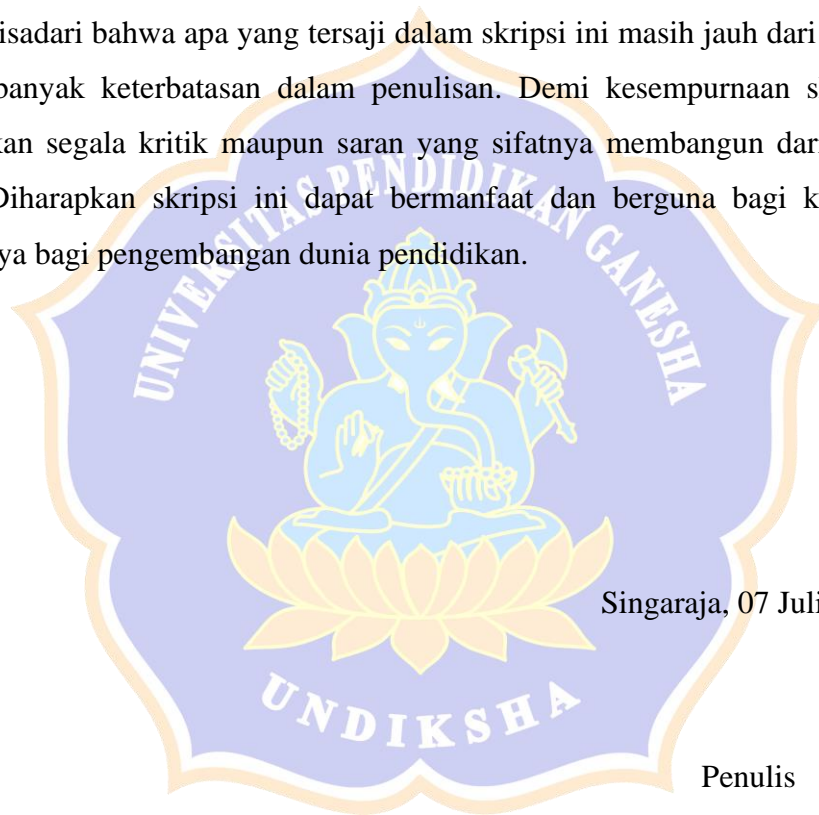 isadari bahwa apa yang tersaji dalam skripsi ini masih jauh dari
banyak keterbatasan dalam penulisan. Demi kesempurnaan s
kan segala kritik maupun saran yang sifatnya membangun dar
Diharapkan skripsi ini dapat bermanfaat dan berguna bagi k
ya bagi pengembangan dunia pendidikan.
UNIVERSITAS PENDIDIKAN GANESHA
Singaraja, 07 Juli
UNDIKSHA
Penulis